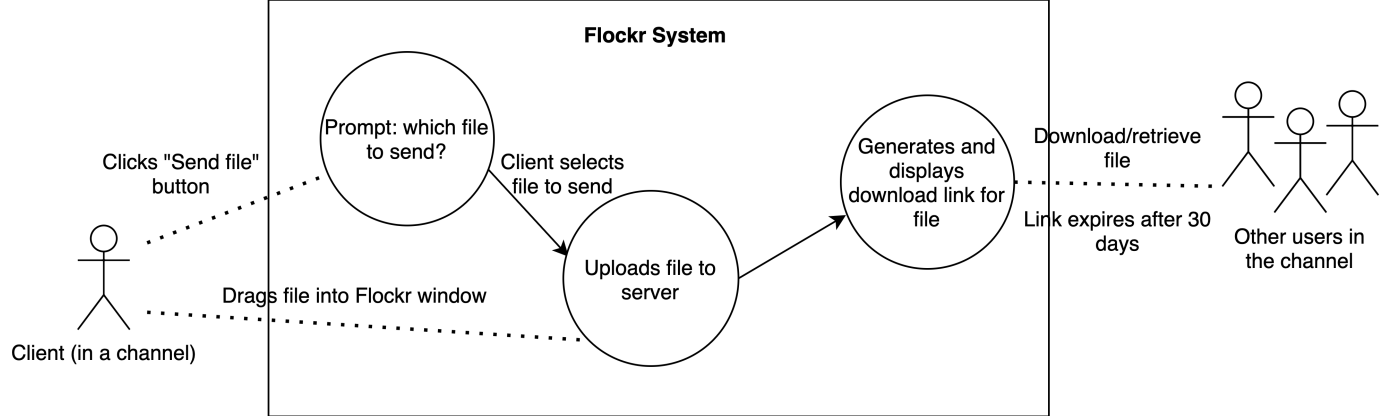 Flockr System
Prompt: which file
to send?
Clicks "Send file"
button
Client selects
file to send
Generates and
displays
download link for
file
Download/retrieve
file
Link expires after 30
days
Other users in
the channel
Uploads file to
server
Drags file into Flockr window
Client (in a channel)